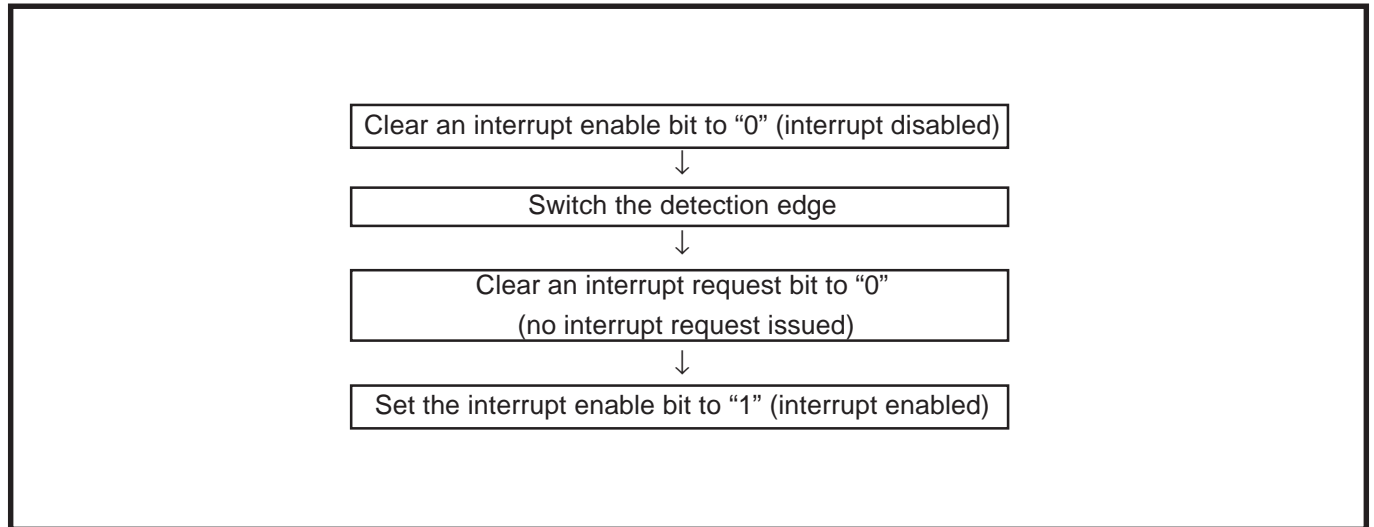 Clear an interrupt enable bit to “0” (interrupt disabled)
↓
Switch the detection edge
↓
Clear an interrupt request bit to “0”
(no interrupt request issued)
↓
Set the interrupt enable bit to “1” (interrupt enabled)